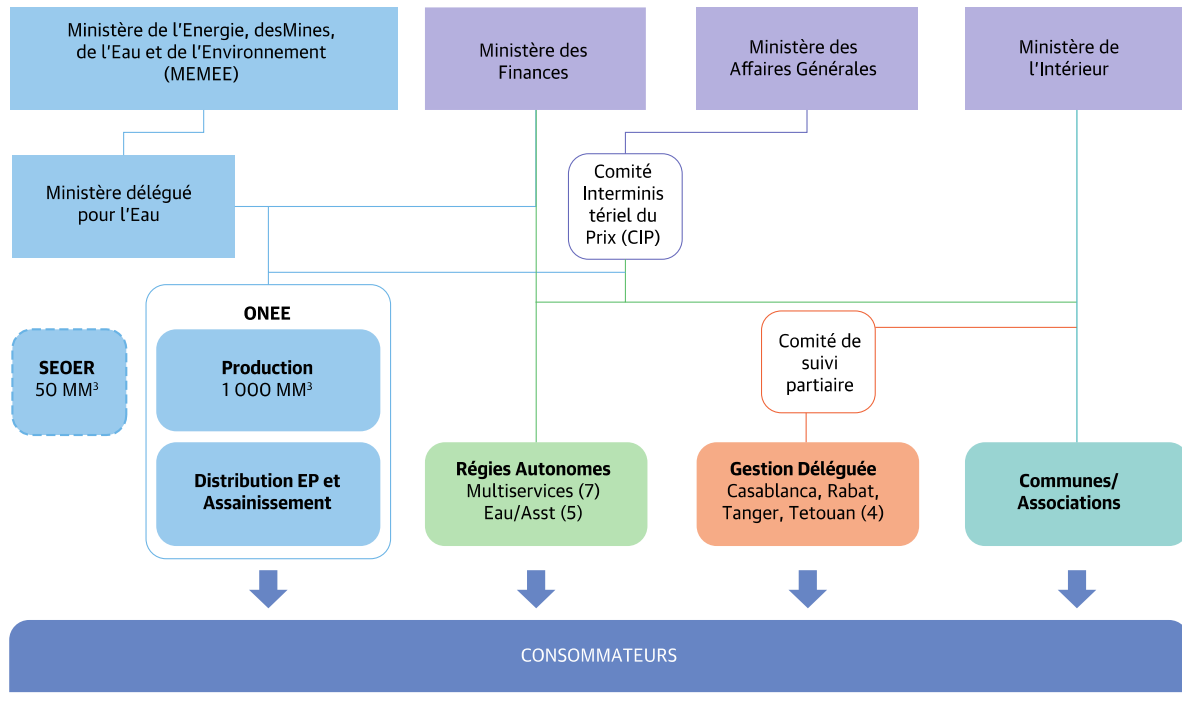 Ministère de l'Energie, desMines,
de l'Eau et de l'Environnement
(MEMEE)
Ministère des
Finances
Ministère des
Affaires Générales
Ministère de
l'Intérieur
Ministère délégué
pour l'Eau
Comité
Interminis
tériel du
Prix (CIP)
ONEE
SEOER
50 MM³
Production
1 000 MM³
Comité de
suivi
partiaire
Distribution EP et
Assainissement
Régies Autonomes
Multiservices (7)
Eau/Asst (5)
Gestion Déléguée
Casablanca, Rabat,
Tanger, Tetouan (4)
Communes/
Associations
CONSOMMATEURS